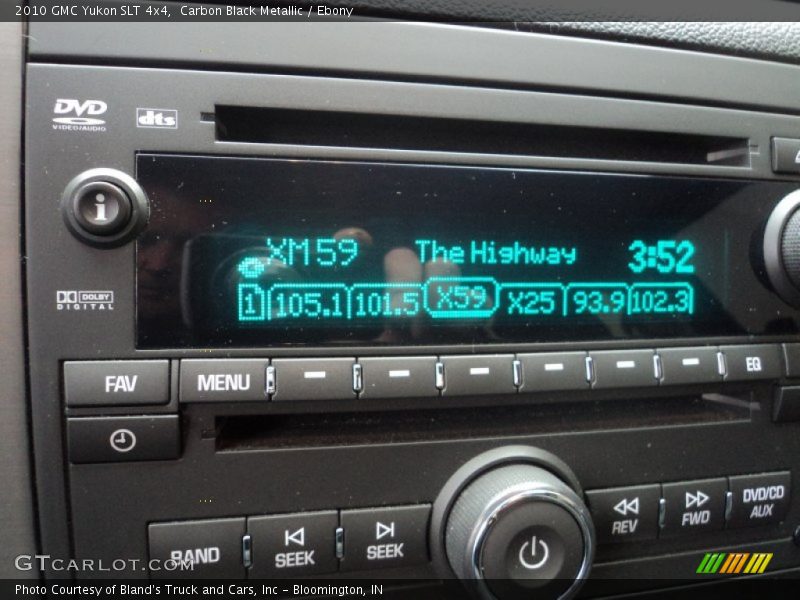 2010 GMC Yukon SLT 4x4,  Carbon Black Metallic / Ebony
DVD
VIDEO/AUDIO
dts
i
XM59 The Highway 3:52
1 105.1 101.5 X59 X25 93.9 102.3
DOLBY
DIGITAL
FAV MENU EQ
BAND SEEK SEEK REV FWD DVD/CD AUX
GTCarLot.com
Photo Courtesy of Bland's Truck and Cars, Inc - Bloomington, IN